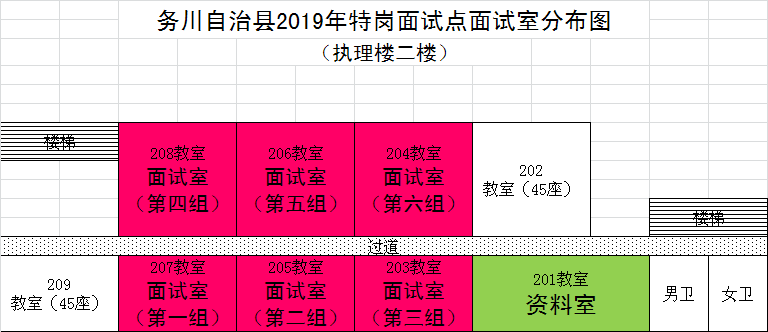 务川自治县2019年特岗面试点面试室分布图
（执理楼二楼）
楼梯
208教室
面试室
（第四组）
206教室
面试室
（第五组）
204教室
面试室
（第六组）
202
教室（45座）
楼梯
过道
209
教室（45座）
207教室
面试室
（第一组）
205教室
面试室
（第二组）
203教室
面试室
（第三组）
201教室
资料室
男卫
女卫